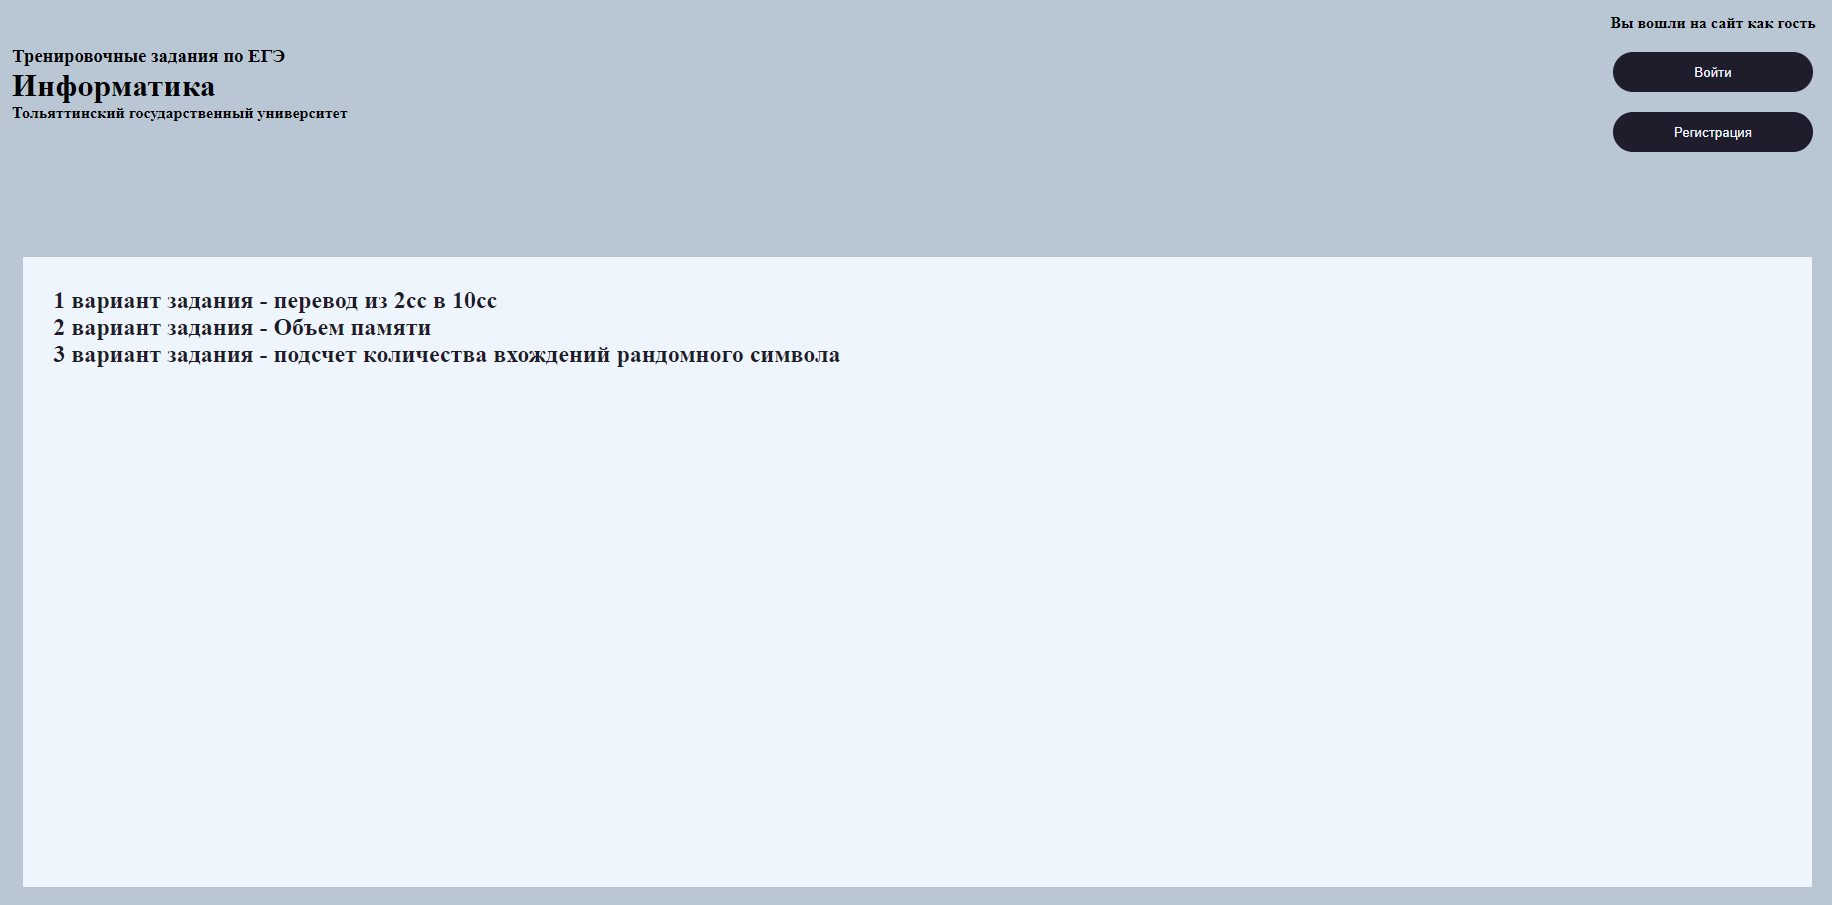 Вы вошли на сайт как гость
Тренировочные задания по ЕГЭ
Информатика
Тольяттинский государственный университет
Войти
Регистрация
1 вариант задания - перевод из 2сс в 10сс
2 вариант задания - Объем памяти
3 вариант задания - подсчет количества вхождений рандомного символа